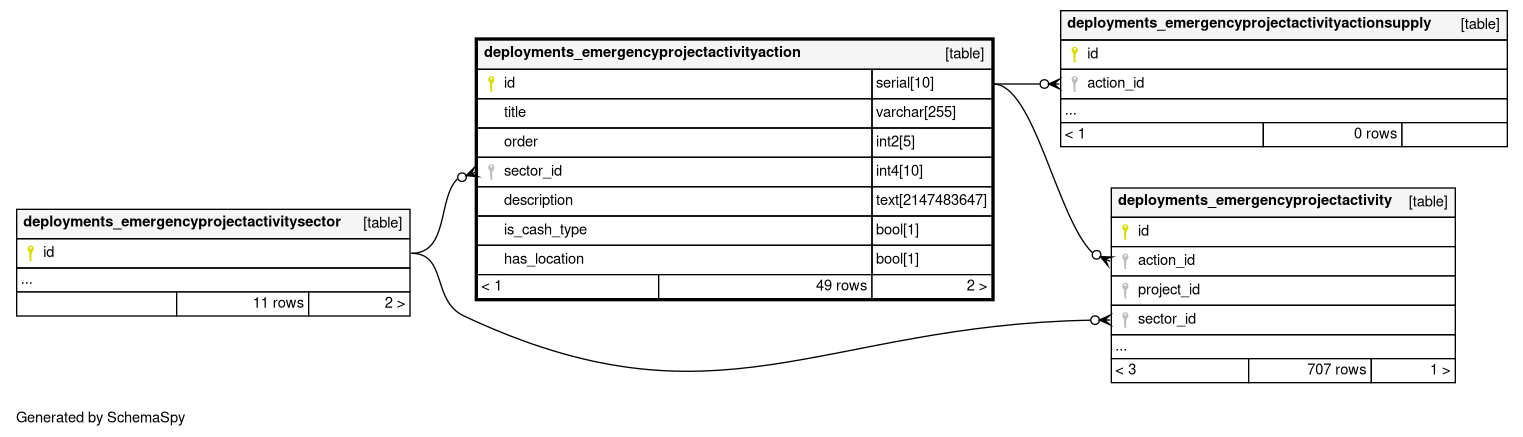 deployments_emergencyprojectactivitysector [table]
id
...
11 rows 2 >
deployments_emergencyprojectactivityaction [table]
id serial[10]
title varchar[255]
order int2[5]
sector_id int4[10]
description text[2147483647]
is_cash_type bool[1]
has_location bool[1]
< 1 49 rows 2 >
deployments_emergencyprojectactivityactionsupply [table]
id
action_id
...
< 1 0 rows
deployments_emergencyprojectactivity [table]
id
action_id
project_id
sector_id
...
< 3 707 rows 1 >
Generated by SchemaSpy